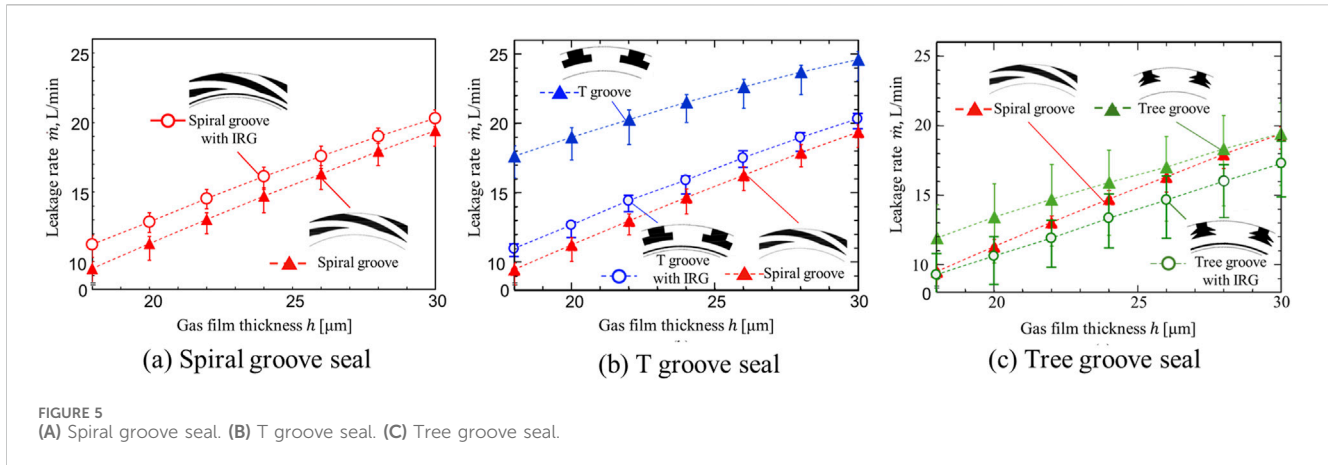 25
20
15
10
0
Leakage rate ṁ, L/min
Spiral groove
with IRG
Spiral groove
20
25
30
Gas film thickness h [μm]
(a) Spiral groove seal
25
20
15
10
0
Leakage rate ṁ, L/min
T groove
T groove
with IRG
Spiral groove
20
25
30
Gas film thickness h [μm]
(b) T groove seal
25
20
15
10
0
Leakage rate ṁ, L/min
Spiral groove
Tree groove
Tree groove
with IRG
20
25
30
Gas film thickness h [μm]
(c) Tree groove seal
FIGURE 5
(A) Spiral groove seal. (B) T groove seal. (C) Tree groove seal.